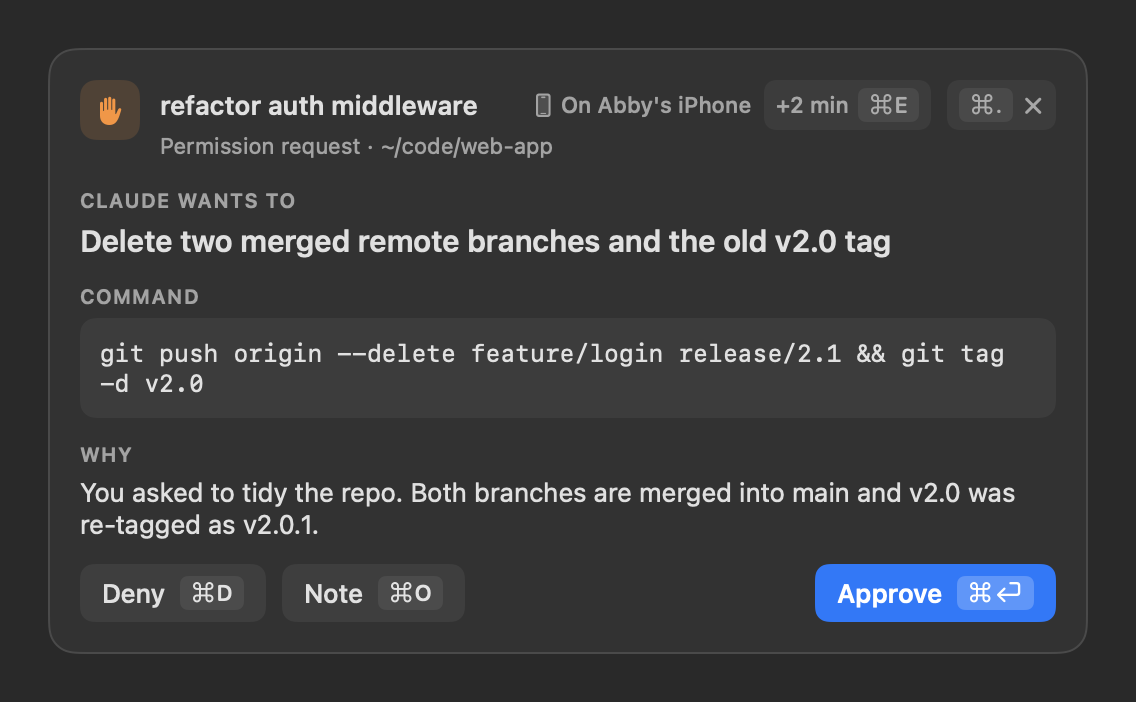 refactor auth middleware
On Abby's iPhone
+2 min ⌘E
⌘. ✕
Permission request · ~/code/web-app
CLAUDE WANTS TO
Delete two merged remote branches and the old v2.0 tag
COMMAND
git push origin --delete feature/login release/2.1 && git tag
-d v2.0
WHY
You asked to tidy the repo. Both branches are merged into main and v2.0 was
re-tagged as v2.0.1.
Deny ⌘D
Note ⌘O
Approve ⌘↩